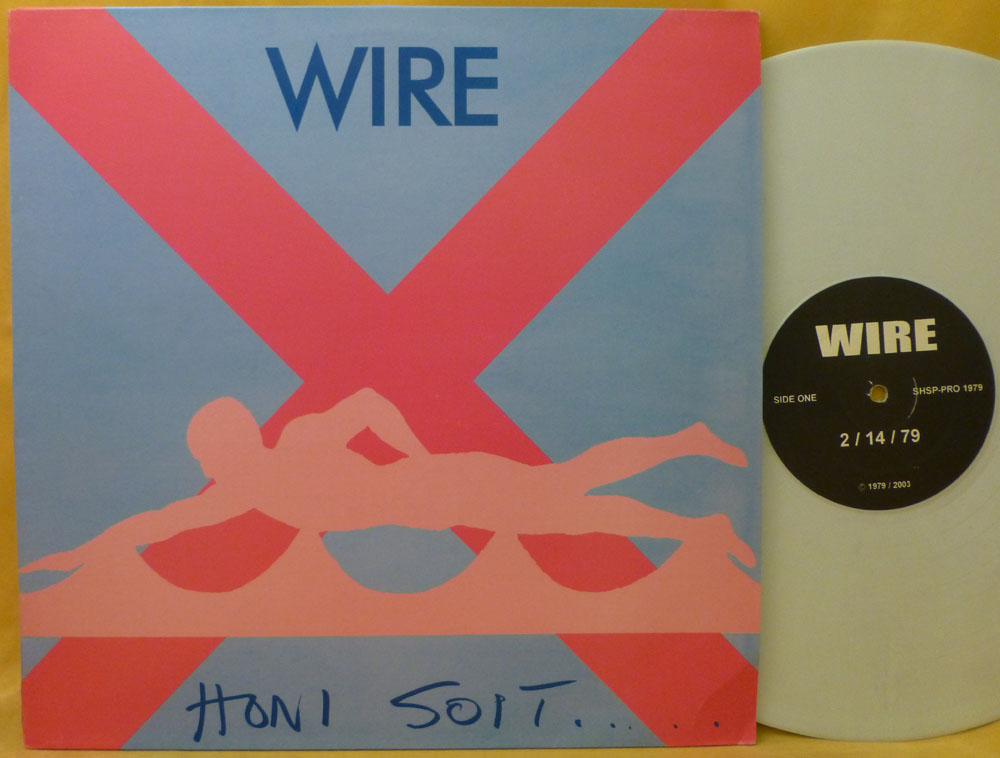 WIRE
HONI SOIT.....
WIRE
SIDE ONE
SHSP-PRO 1979
2 / 14 / 79
© 1979 / 2003